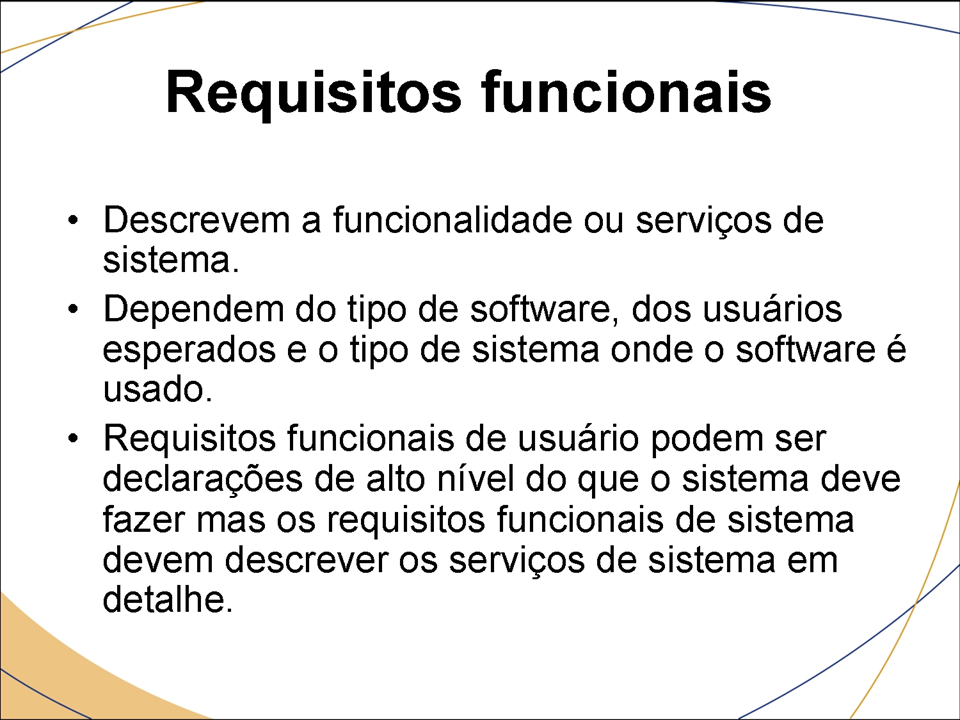 Requisitos funcionais
• Descrevem a funcionalidade ou serviços de
sistema.
• Dependem do tipo de software, dos usuários
esperados e o tipo de sistema onde o software é
usado.
• Requisitos funcionais de usuário podem ser
declarações de alto nível do que o sistema deve
fazer mas os requisitos funcionais de sistema
devem descrever os serviços de sistema em
detalhe.